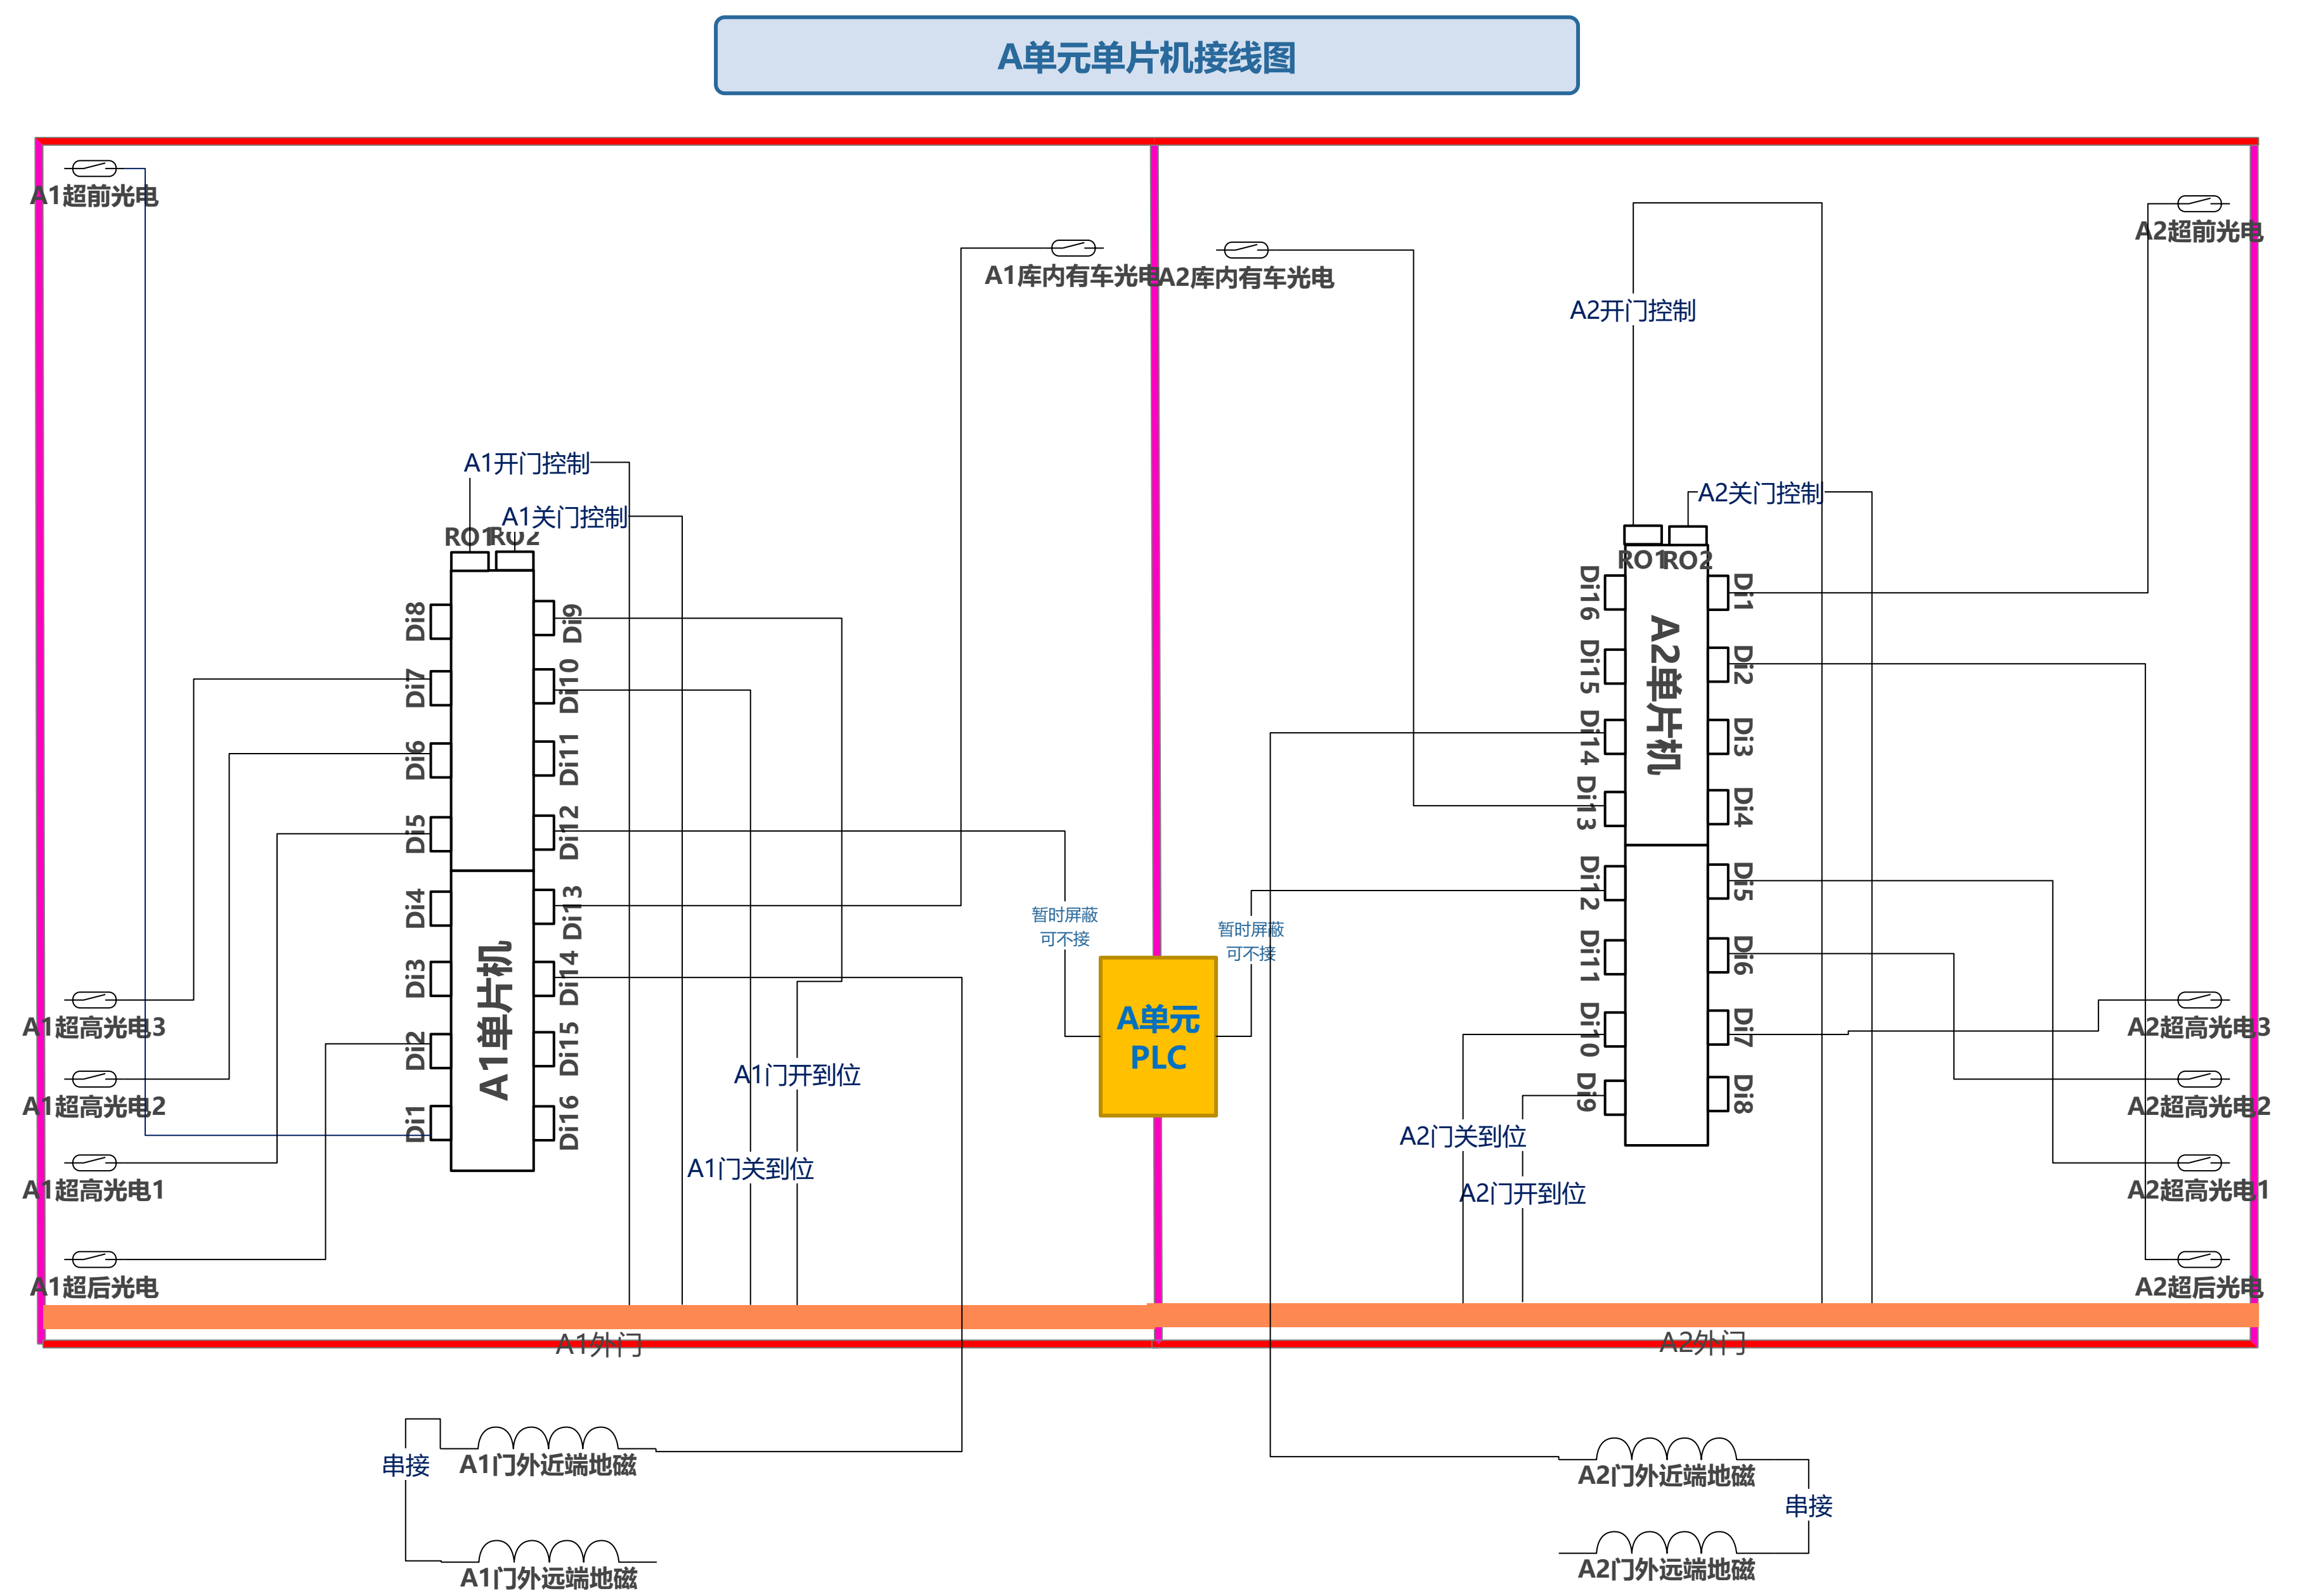 A单元单片机接线图
A1超前光电
A2超前光电
A1库内有车光电
A2库内有车光电
A2开门控制
A1开门控制
A2关门控制
A1关门控制
RO1
RO2
RO1
RO2
Di8
Di7
Di6
Di5
Di4
Di3
Di2
Di1
Di9
Di10
Di11
Di12
Di13
Di14
Di15
Di16
A1单片机
Di16
Di15
Di14
Di13
Di12
Di11
Di10
Di9
Di1
Di2
Di3
Di4
Di5
Di6
Di7
Di8
A2单片机
暂时屏蔽
可不接
暂时屏蔽
可不接
A单元
PLC
A1超高光电3
A1超高光电2
A1超高光电1
A1超后光电
A1门开到位
A1门关到位
A2门关到位
A2门开到位
A2超高光电3
A2超高光电2
A2超高光电1
A2超后光电
A1外门
A2外门
串接
A1门外近端地磁
A1门外远端地磁
A2门外近端地磁
串接
A2门外远端地磁